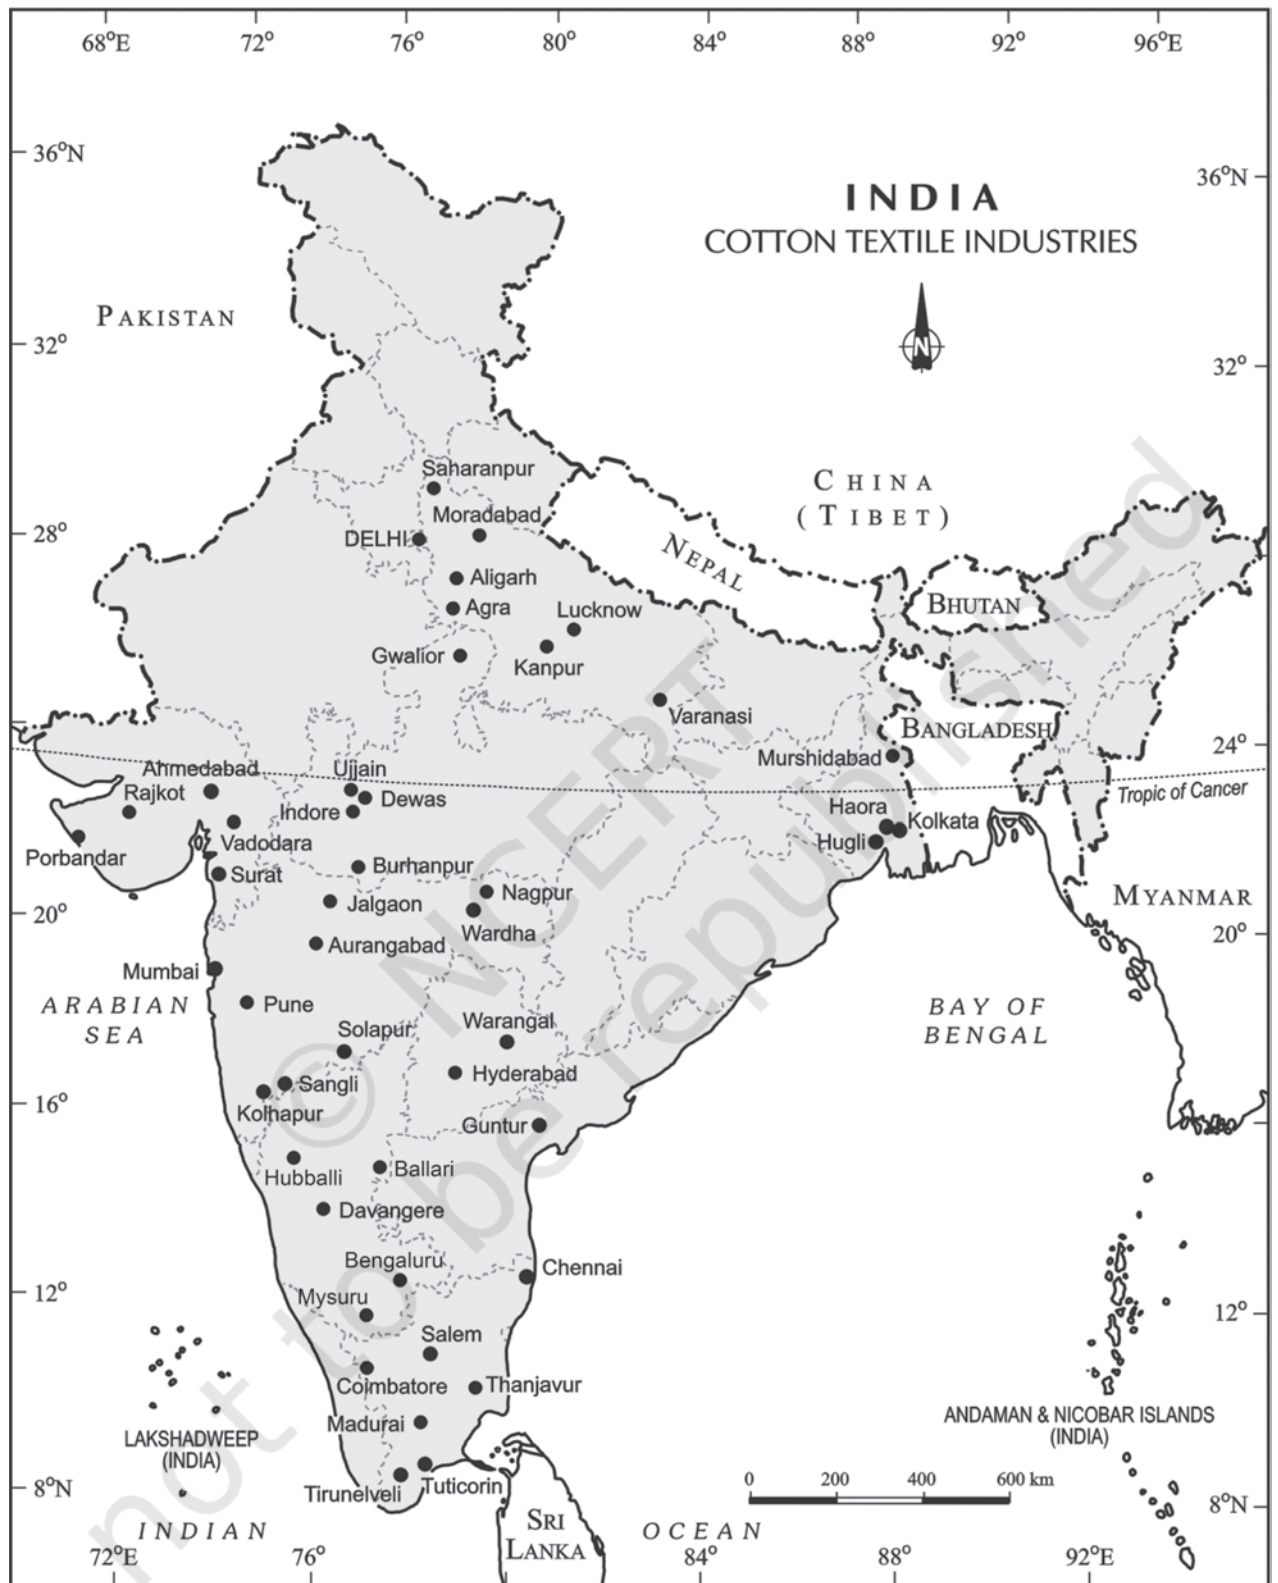 68°E 72° 76° 80° 84° 88° 92° 96°E
36°N
36°N
INDIA
COTTON TEXTILE INDUSTRIES
N
PAKISTAN
32°
32°
CHINA
(TIBET)
NEPAL
BHUTAN
28°
Saharanpur
Moradabad
DELHI
Aligarh
Agra
Lucknow
Gwalior
Kanpur
Varanasi
BANGLADESH
24°
Murshidabad
Tropic of Cancer
Ahmedabad
Ujjain
Rajkot
Dewas
Indore
Haora
Kolkata
Hugli
Vadodara
Porbandar
Surat
Burhanpur
Nagpur
Jalgaon
Wardha
MYANMAR
20°
20°
Aurangabad
Mumbai
ARABIAN
SEA
Pune
BAY OF
BENGAL
Solapur
Warangal
Sangli
Hyderabad
Kolhapur
16°
Guntur
Hubballi
Ballari
Davangere
Bengaluru
Chennai
12°
12°
Mysuru
Salem
Coimbatore
Thanjavur
Madurai
LAKSHADWEEP
(INDIA)
ANDAMAN & NICOBAR ISLANDS
(INDIA)
Tirunelveli
Tuticorin
0 200 400 600 km
8°N
8°N
SRI
LANKA
INDIAN OCEAN
72°E 76° 84° 88° 92°E
© NCERT
not to be republished